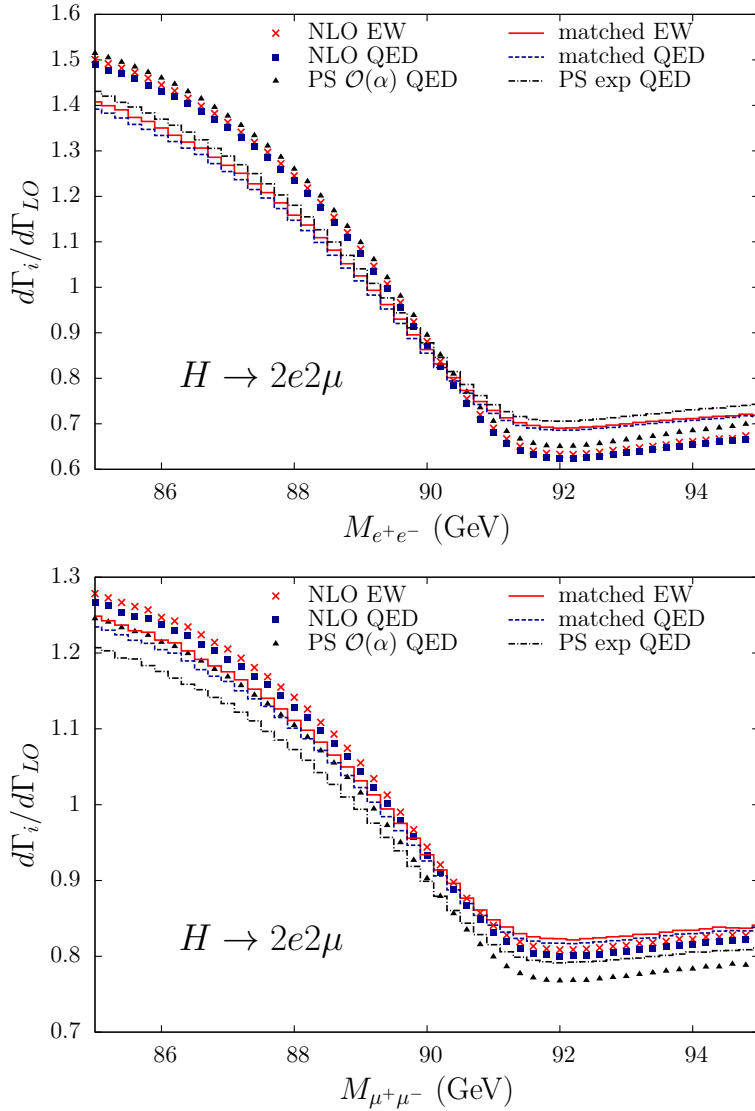 NLO EW matched EW
NLO QED matched QED
PS 𝒪(α) QED PS exp QED
1.5
1.4
1.3
1.2
1.1
1
0.9
0.8
0.7
0.6
dΓᵢ/dΓ_LO
H → 2e2μ
86 88 90 92 94
M_{e⁺e⁻} (GeV)
NLO EW matched EW
NLO QED matched QED
PS 𝒪(α) QED PS exp QED
1.3
1.2
1.1
1
0.9
0.8
0.7
dΓᵢ/dΓ_LO
H → 2e2μ
86 88 90 92 94
M_{μ⁺μ⁻} (GeV)
1.6